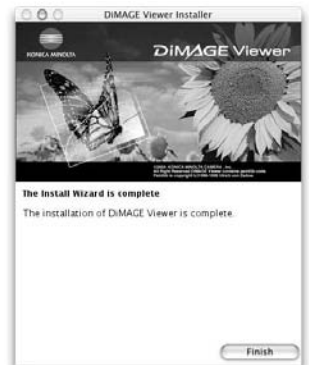 DiMAGE Viewer Installer
KONICA MINOLTA
DiMAGE Viewer
The Install Wizard is complete
The installation of DiMAGE Viewer is complete.
Finish